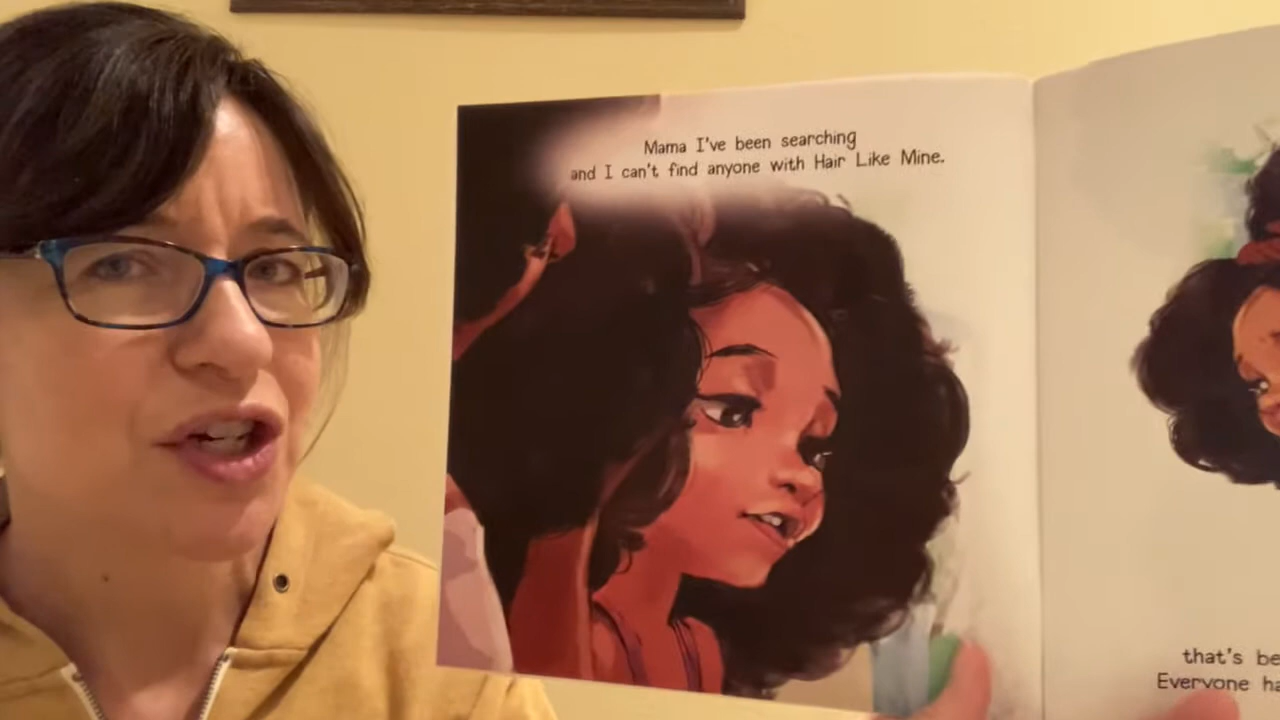 Mama I've been searching
and I can't find anyone with Hair Like Mine.
that's be
Everyone ha